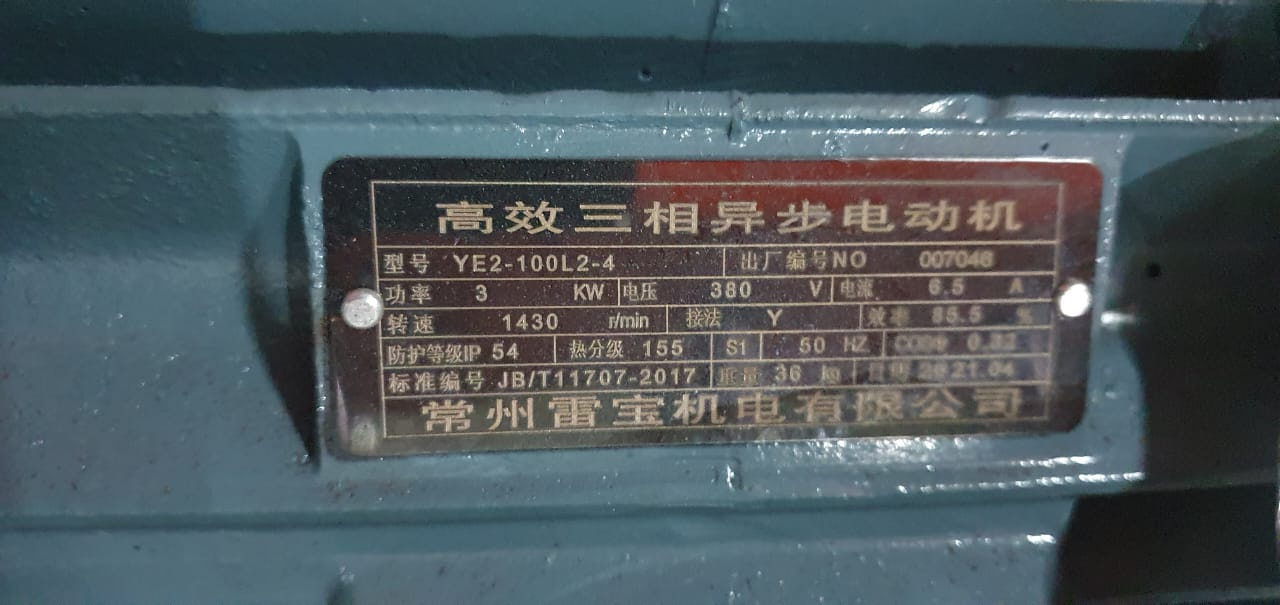 高效三相异步电动机
型号 YE2-100L2-4 出厂编号NO 007046
功率 3 KW 电压 380 V 电流 6.5 A
转速 1430 r/min 接法 Y 效率 85.5 %
防护等级IP 54 热分级 155 S1 50 HZ
标准编号 JB/T11707-2017 重量 36 kg 日期 2021.04
常州雷宝机电有限公司